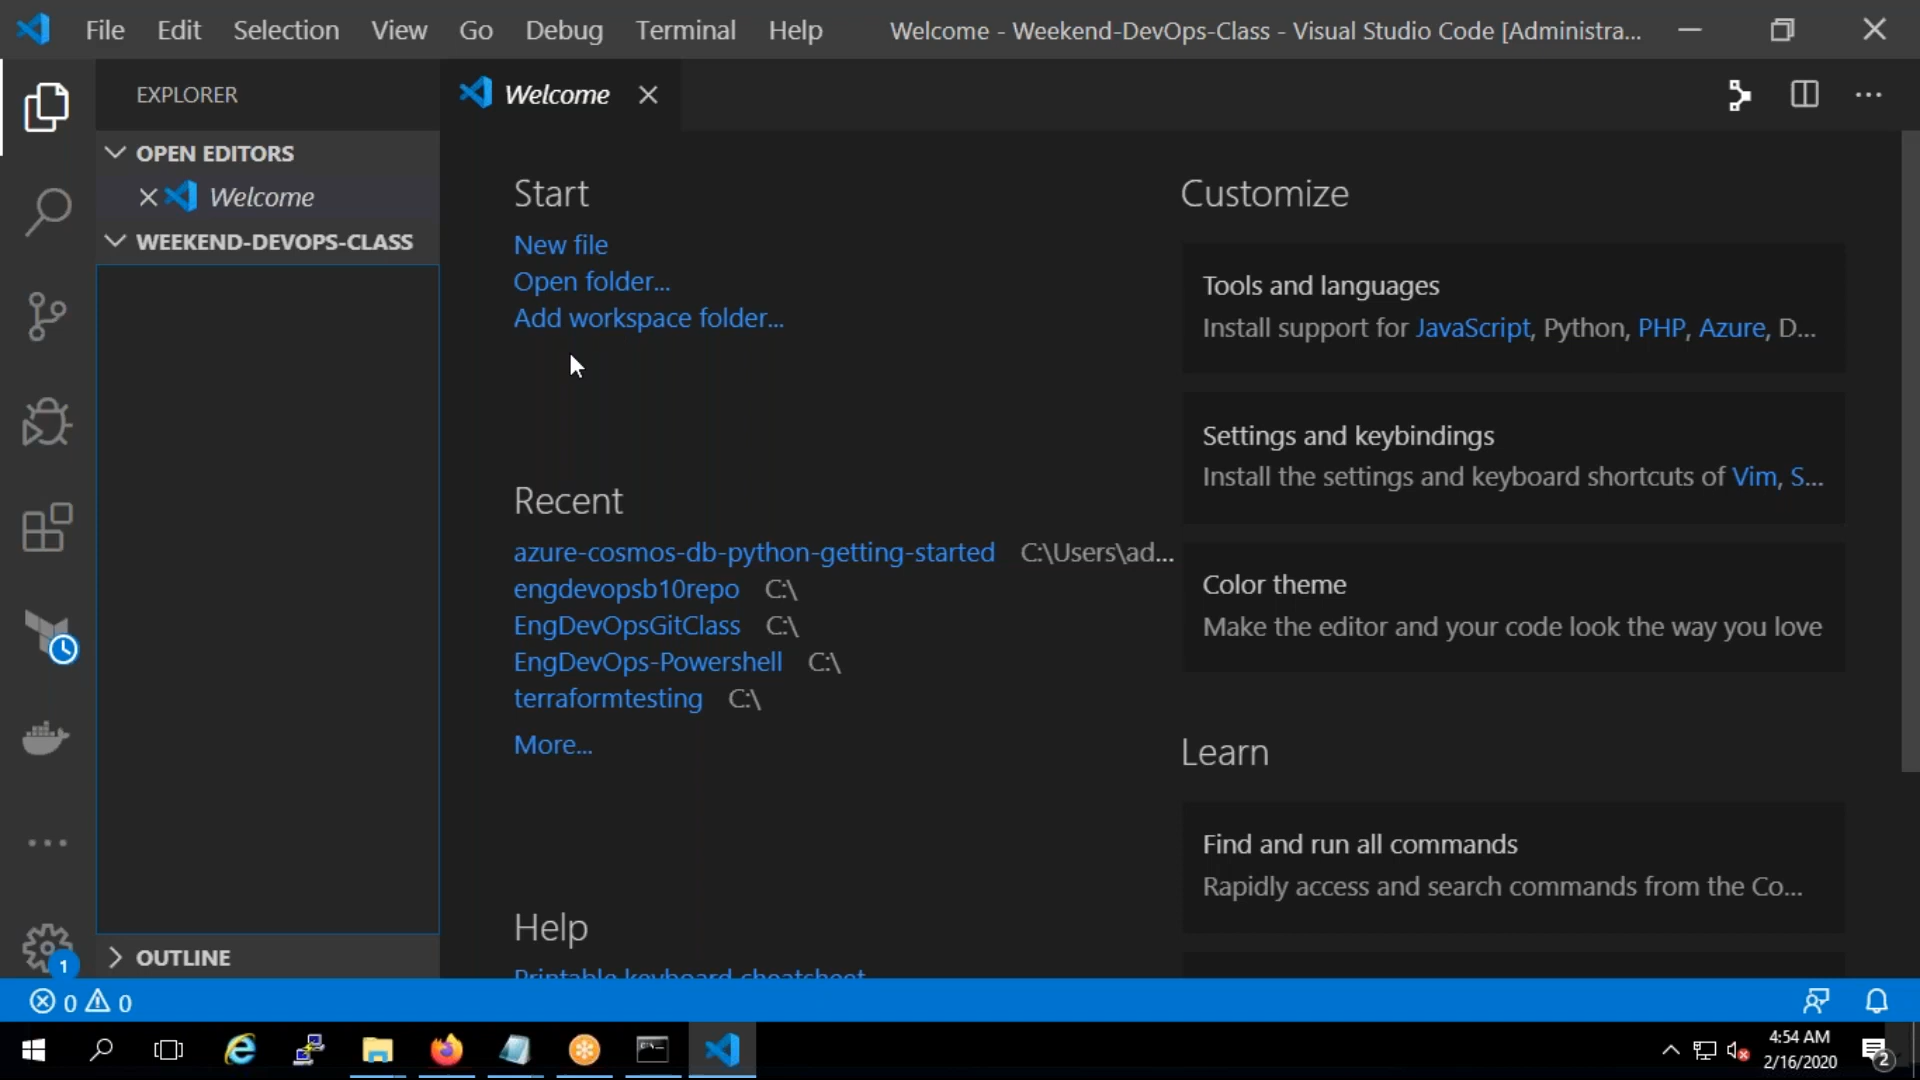 File Edit Selection View Go Debug Terminal Help Welcome - Weekend-DevOps-Class - Visual Studio Code [Administra...
EXPLORER
OPEN EDITORS
Welcome
WEEKEND-DEVOPS-CLASS
OUTLINE
Welcome
Start
New file
Open folder...
Add workspace folder...
Recent
azure-cosmos-db-python-getting-started C:\Users\ad...
engdevopsb10repo C:\
EngDevOpsGitClass C:\
EngDevOps-Powershell C:\
terraformtesting C:\
More...
Help
Printable keyboard cheatsheet
Customize
Tools and languages
Install support for JavaScript, Python, PHP, Azure, D...
Settings and keybindings
Install the settings and keyboard shortcuts of Vim, S...
Color theme
Make the editor and your code look the way you love
Learn
Find and run all commands
Rapidly access and search commands from the Co...
1
0 0
4:54 AM
2/16/2020
2